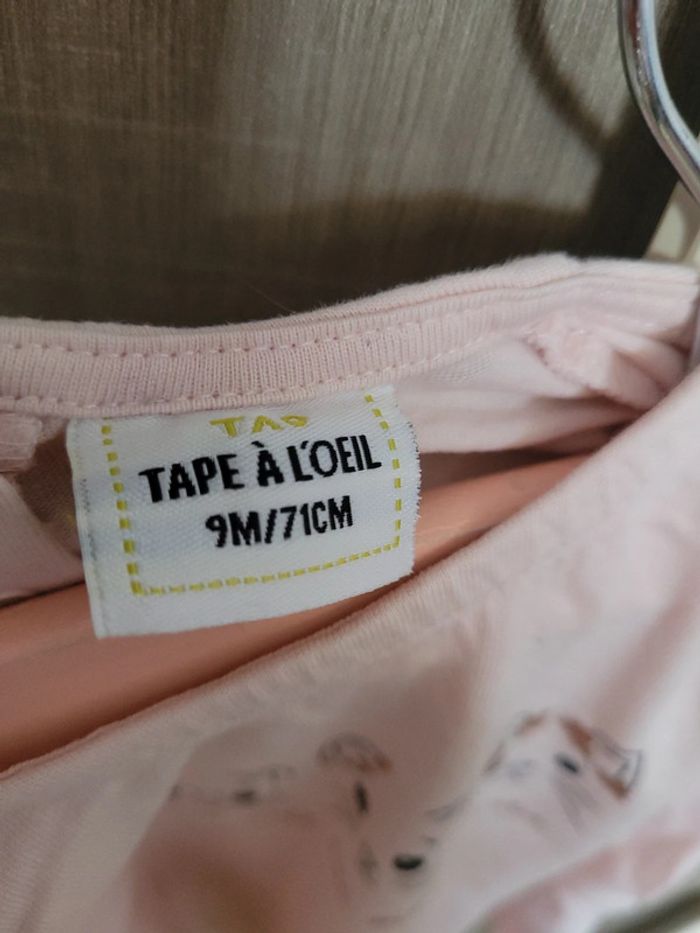 TAO
TAPE À L'OEIL
9M/71CM